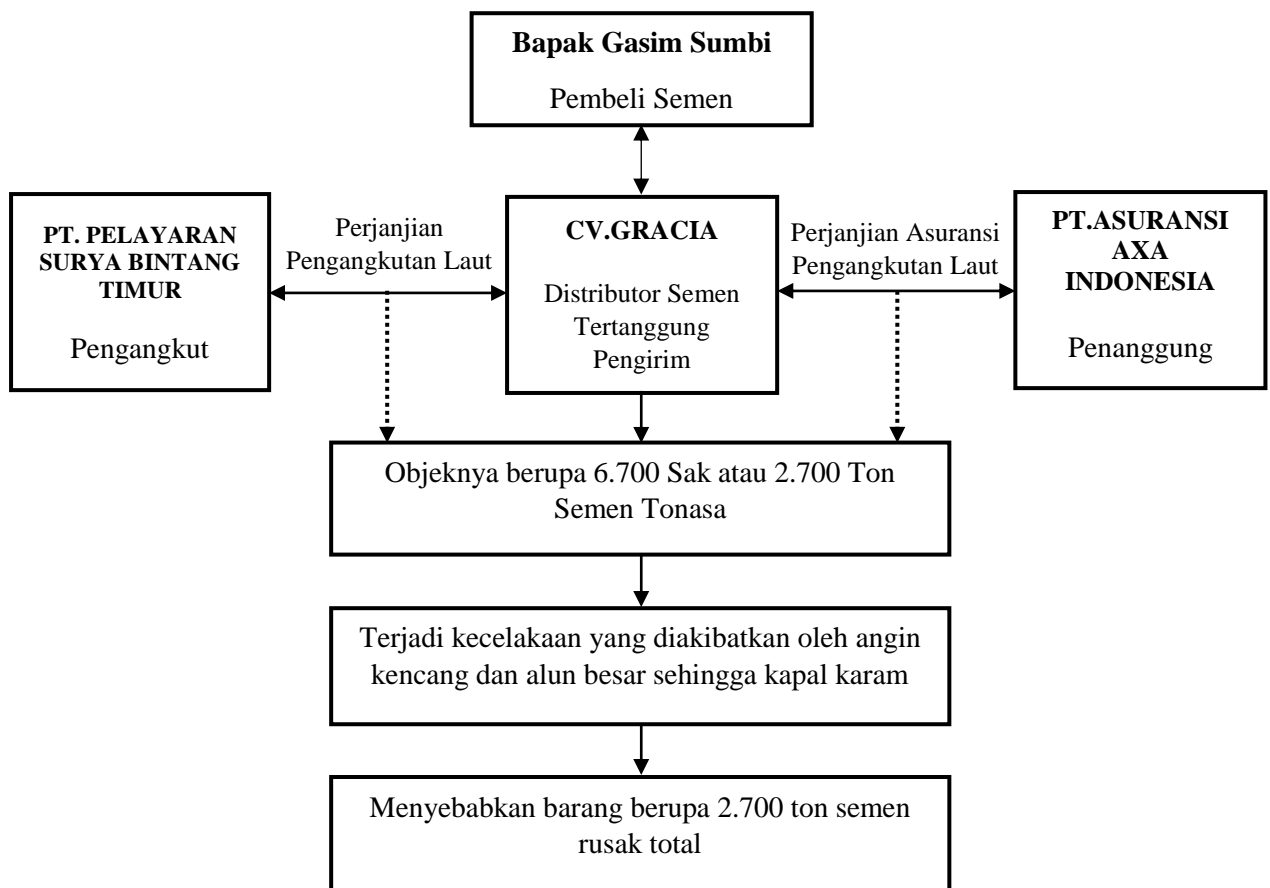 Bapak Gasim Sumbi
Pembeli Semen
PT. PELAYARAN
SURYA BINTANG
TIMUR
Pengangkut
Perjanjian
Pengangkutan Laut
CV.GRACIA
Distributor Semen
Tertanggung
Pengirim
Perjanjian Asuransi
Pengangkutan Laut
PT.ASURANSI
AXA
INDONESIA
Penanggung
Objeknya berupa 6.700 Sak atau 2.700 Ton
Semen Tonasa
Terjadi kecelakaan yang diakibatkan oleh angin
kencang dan alun besar sehingga kapal karam
Menyebabkan barang berupa 2.700 ton semen
rusak total